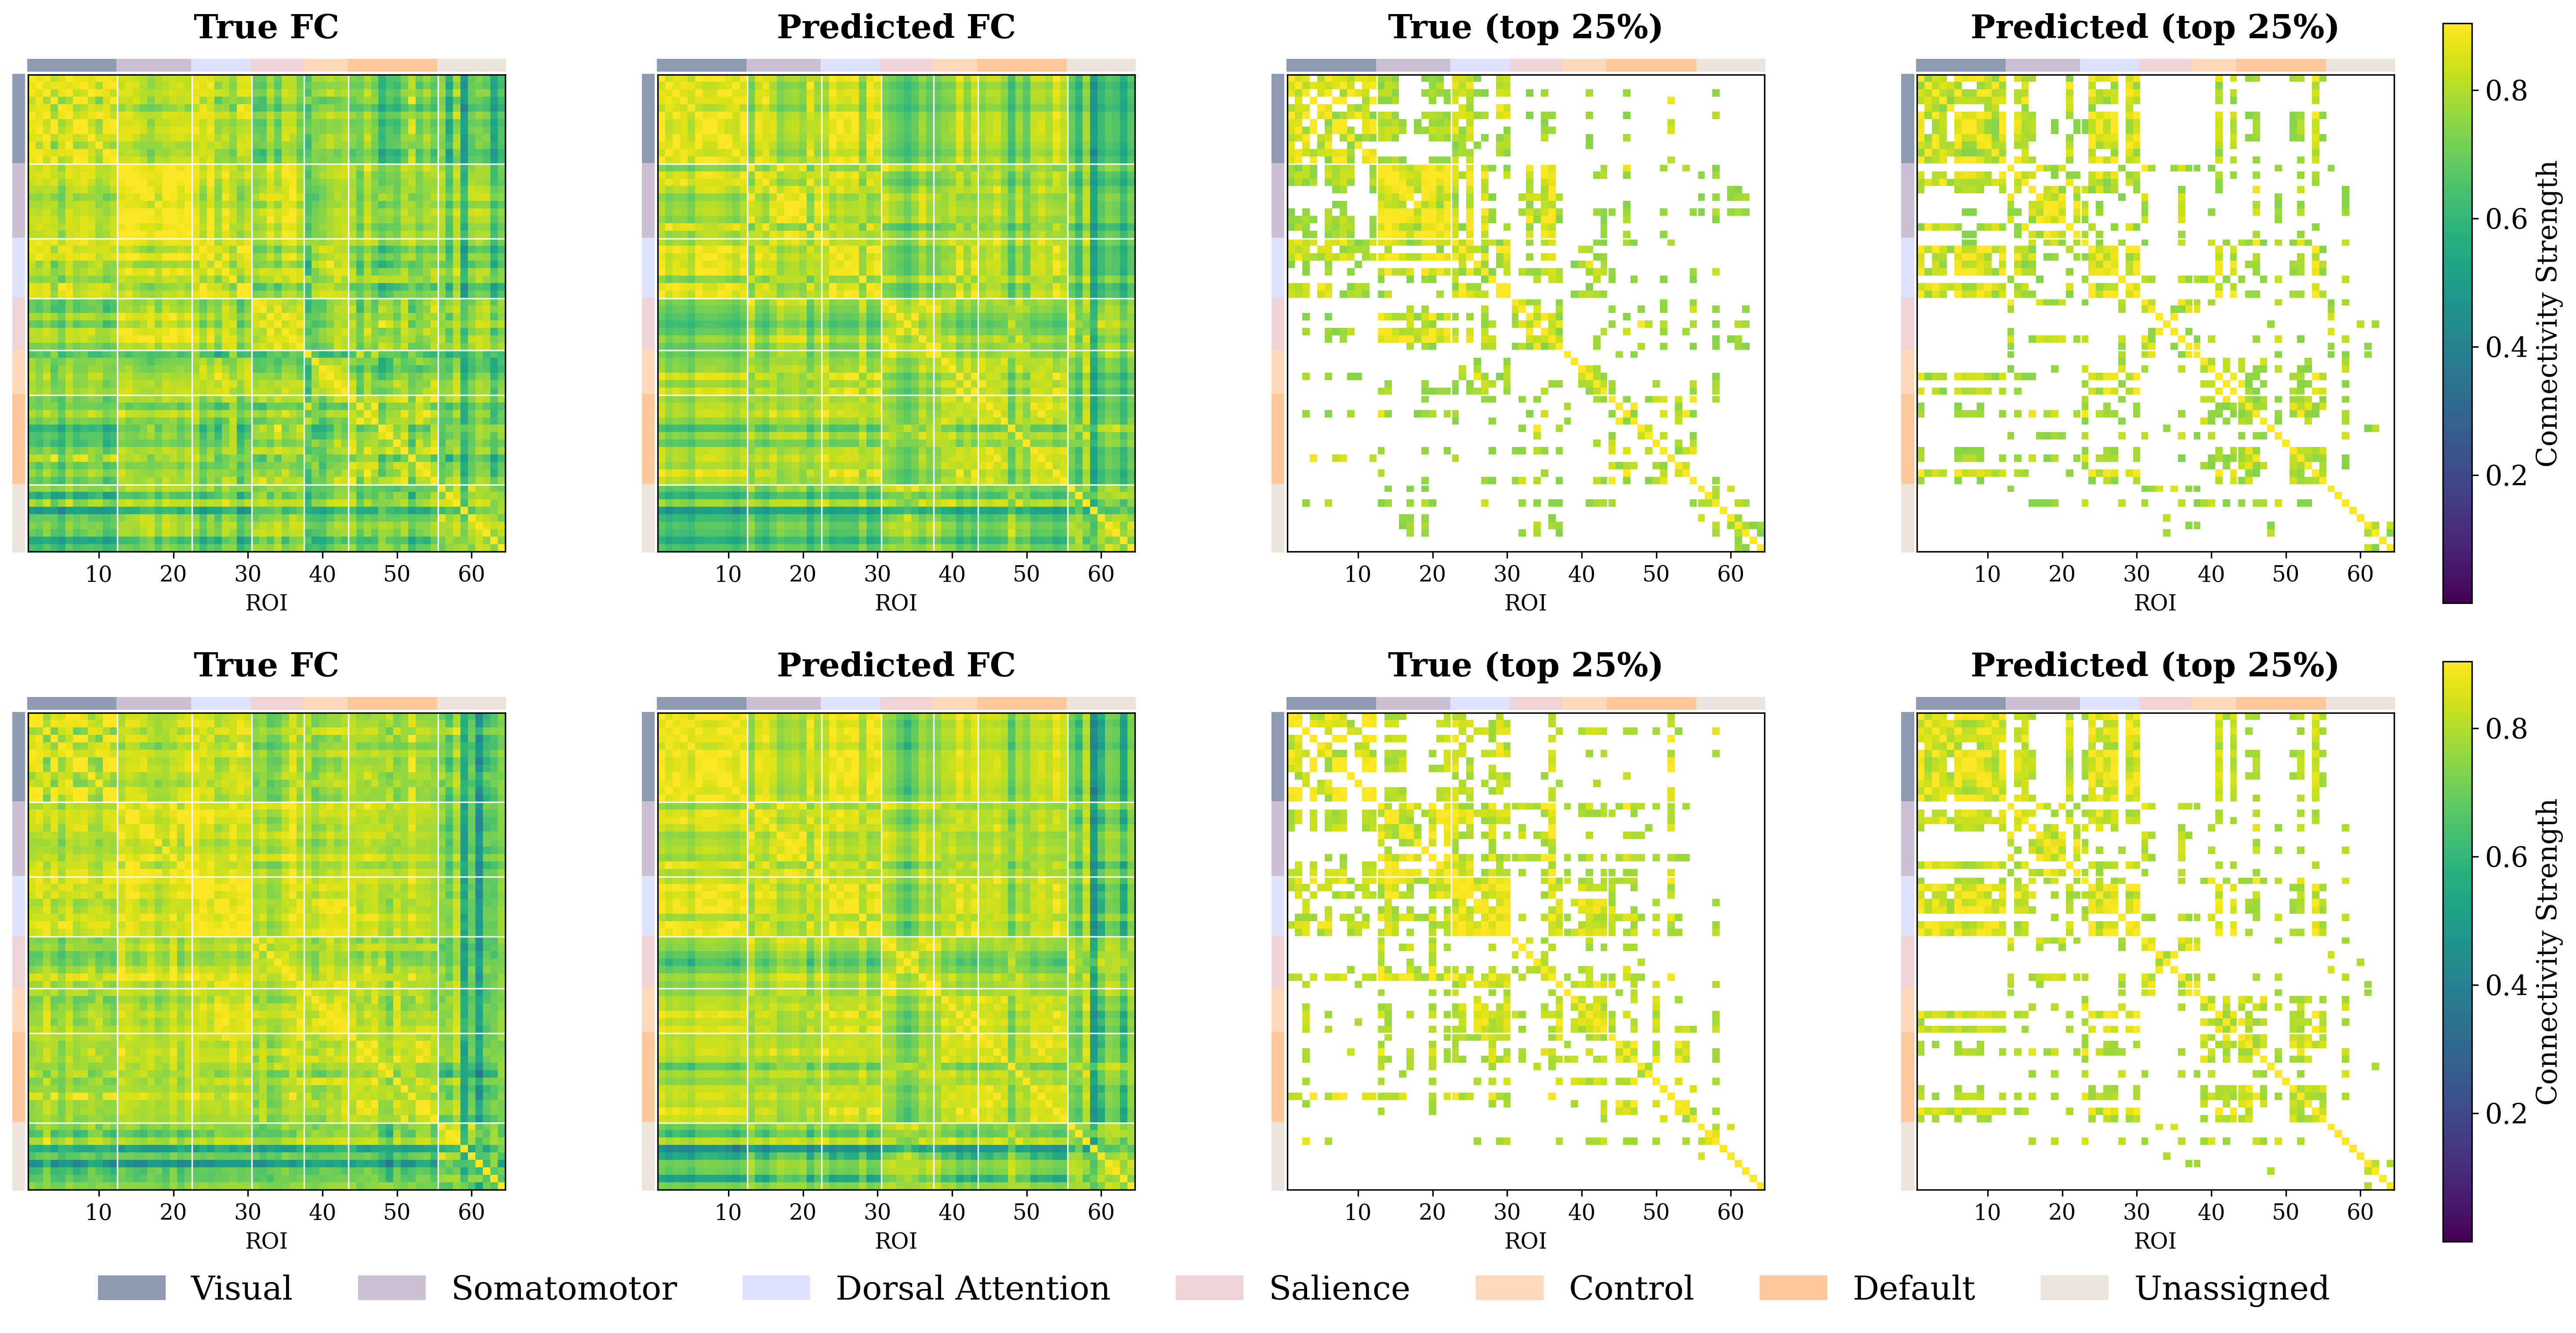 True FC
Predicted FC
True (top 25%)
Predicted (top 25%)
10 20 30 40 50 60
ROI
10 20 30 40 50 60
ROI
10 20 30 40 50 60
ROI
10 20 30 40 50 60
ROI
0.8
0.6
0.4
0.2
Connectivity Strength
True FC
Predicted FC
True (top 25%)
Predicted (top 25%)
10 20 30 40 50 60
ROI
10 20 30 40 50 60
ROI
10 20 30 40 50 60
ROI
10 20 30 40 50 60
ROI
0.8
0.6
0.4
0.2
Connectivity Strength
Visual Somatomotor Dorsal Attention Salience Control Default Unassigned